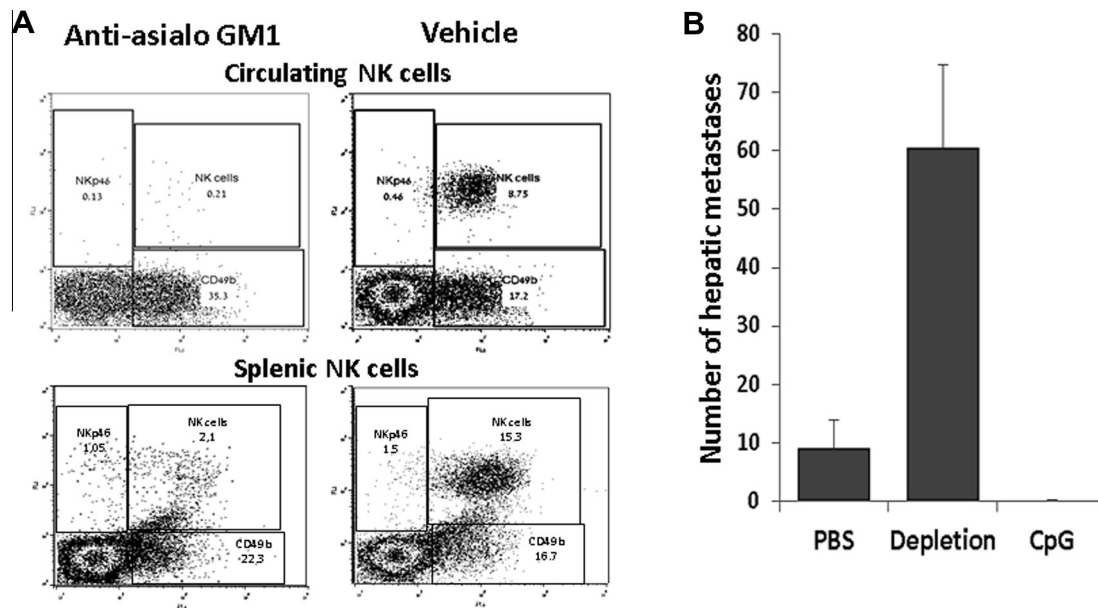 A
Anti-asialo GM1
Vehicle
Circulating NK cells
NKp46
0.13
NK cells
0.21
CD49b
35.3
NKp46
0.46
NK cells
8.75
CD49b
17.2
Splenic NK cells
NKp46
1,05
NK cells
2,1
CD49b
22,3
NKp46
1.5
NK cells
15.3
CD49b
16.7
B
Number of hepatic metastases
80
70
60
50
40
30
20
10
0
PBS
Depletion
CpG